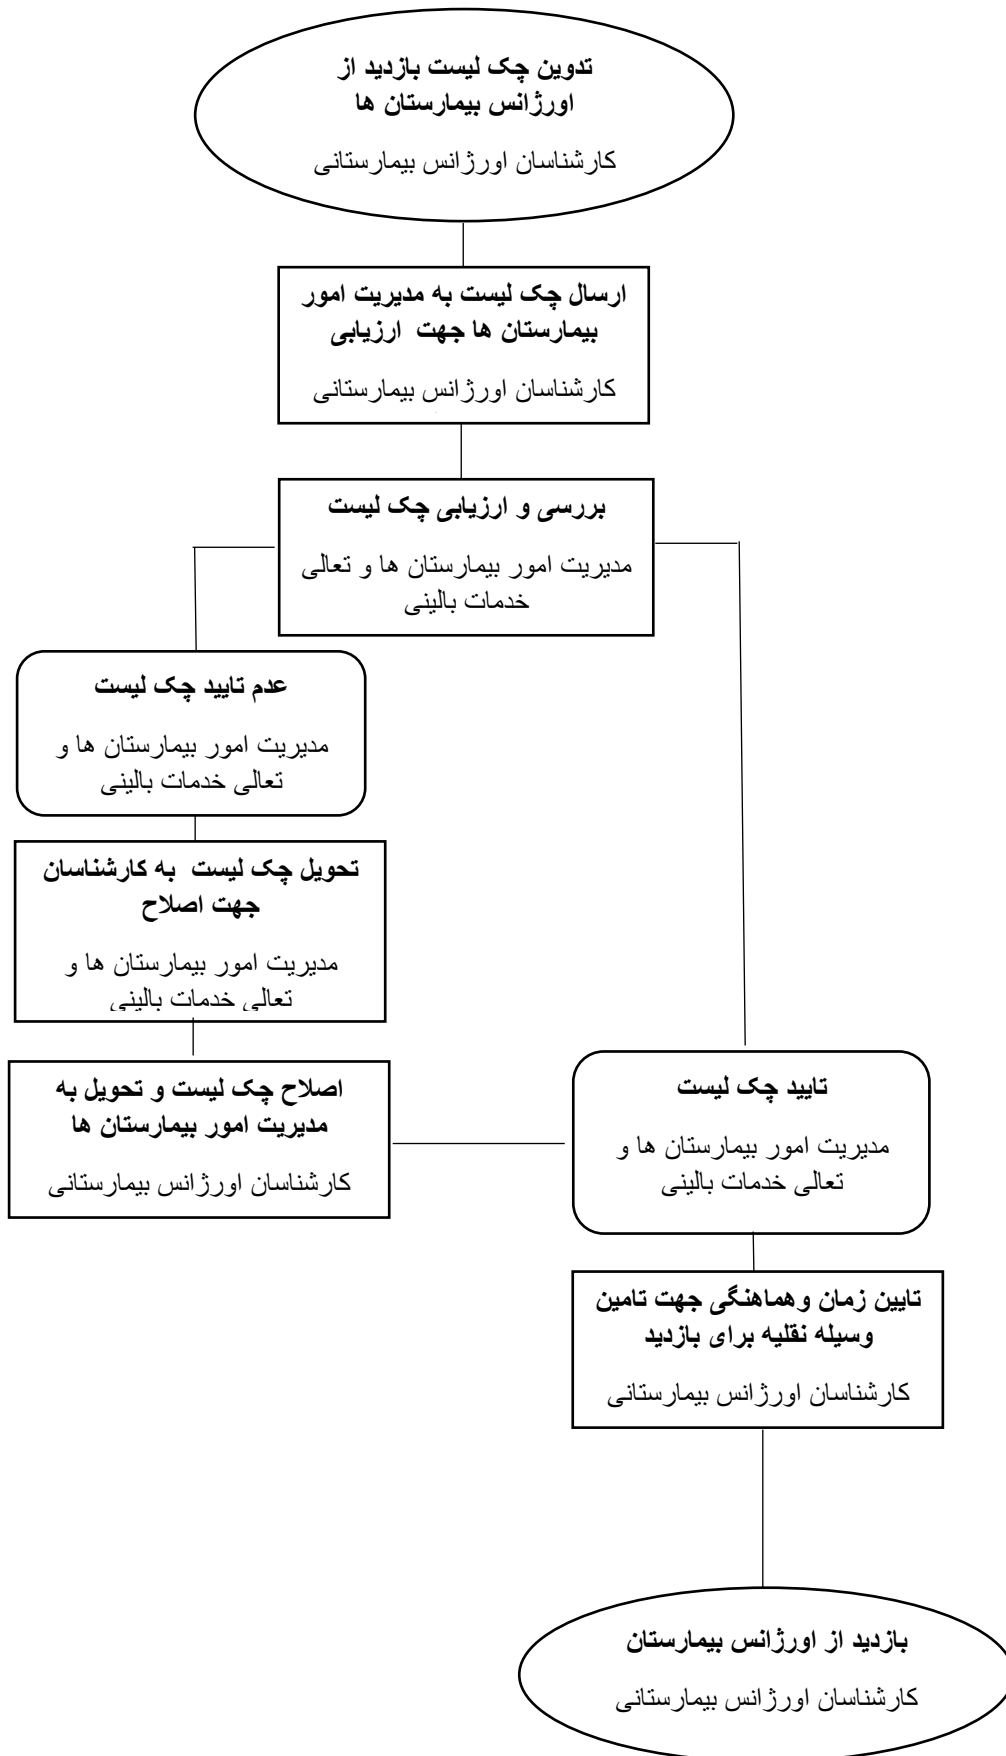 تدوین چک لیست بازدید از
اورژانس بیمارستان ها
کارشناسان اورژانس بیمارستانی
ارسال چک لیست به مدیریت امور
بیمارستان ها جهت ارزیابی
کارشناسان اورژانس بیمارستانی
بررسی و ارزیابی چک لیست
مدیریت امور بیمارستان ها و تعالی
خدمات بالینی
عدم تایید چک لیست
مدیریت امور بیمارستان ها و
تعالی خدمات بالینی
تحویل چک لیست به کارشناسان
جهت اصلاح
مدیریت امور بیمارستان ها و
تعالی خدمات بالینی
اصلاح چک لیست و تحویل به
مدیریت امور بیمارستان ها
کارشناسان اورژانس بیمارستانی
تایید چک لیست
مدیریت امور بیمارستان ها و
تعالی خدمات بالینی
تایین زمان وهماهنگی جهت تامین
وسیله نقلیه برای بازدید
کارشناسان اورژانس بیمارستانی
بازدید از اورژانس بیمارستان
کارشناسان اورژانس بیمارستانی